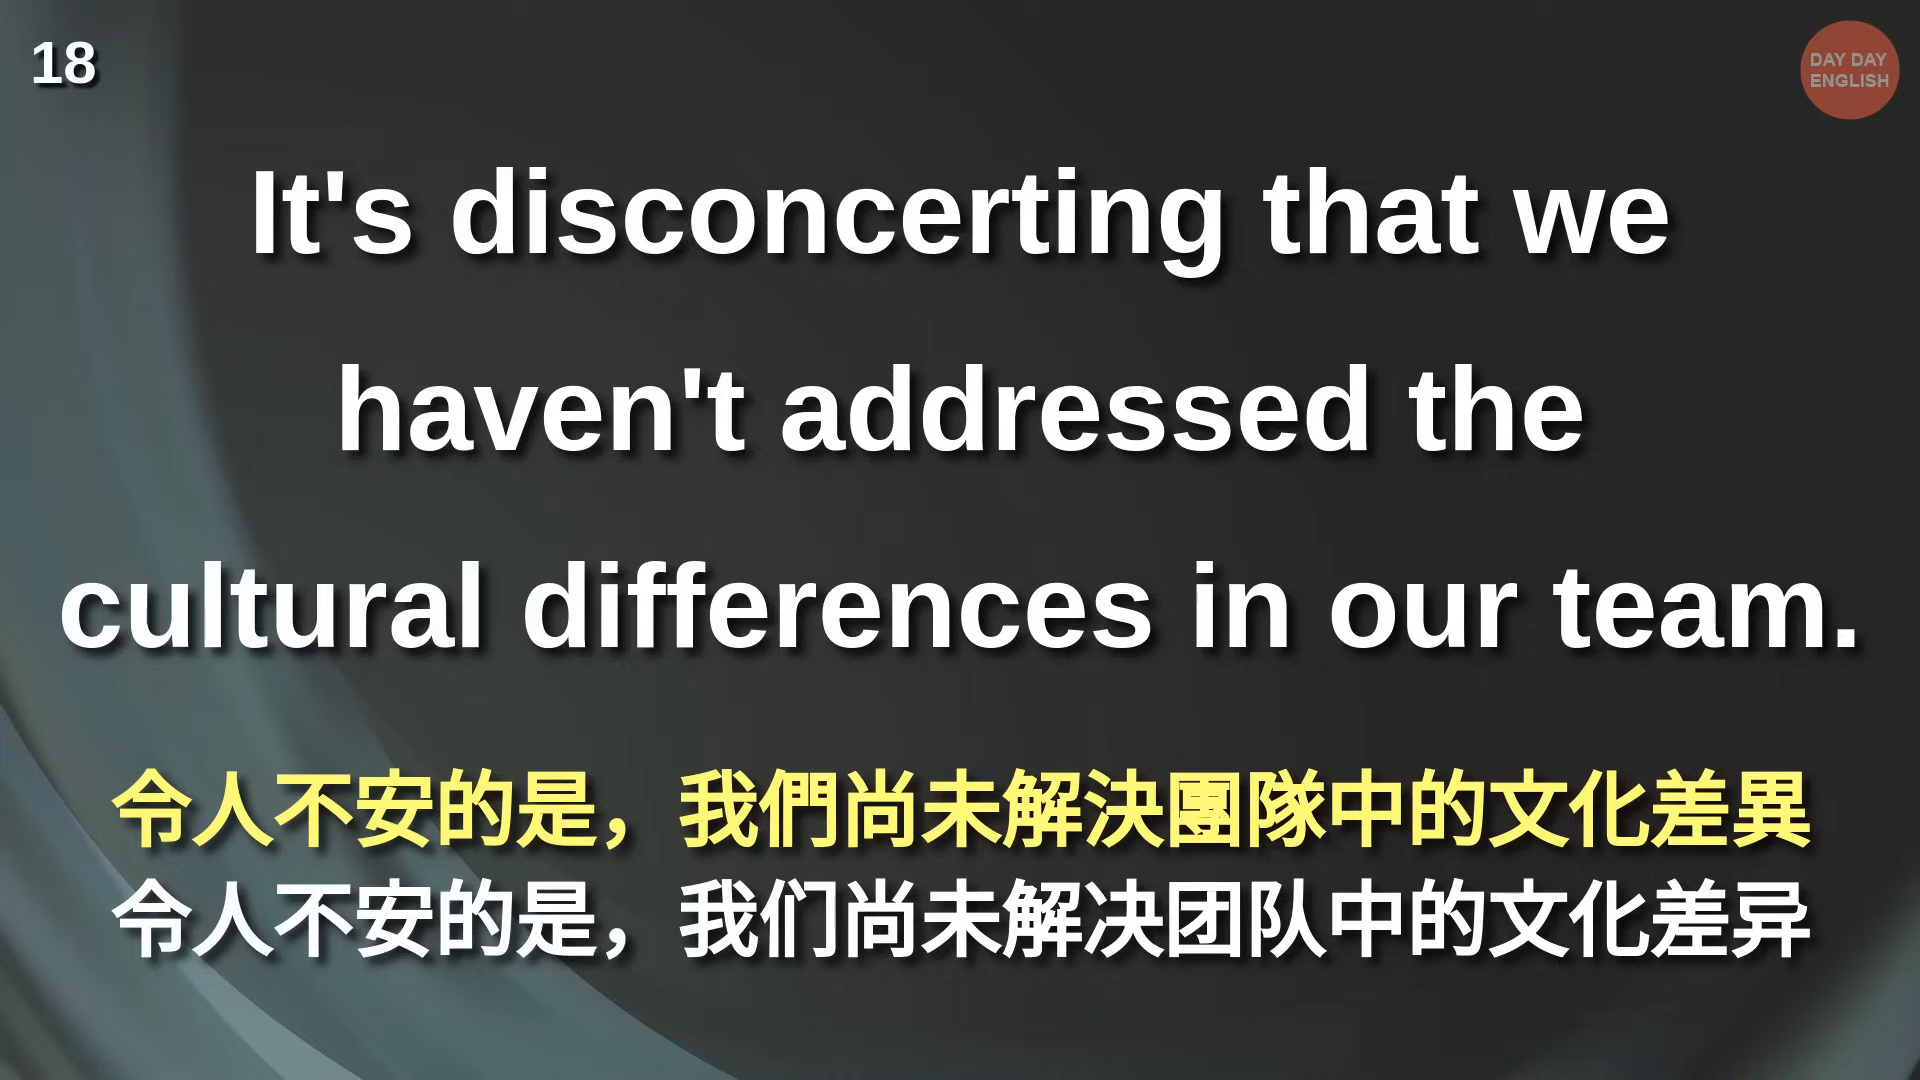 18
DAY DAY
ENGLISH
It's disconcerting that we
haven't addressed the
cultural differences in our team.
令人不安的是，我們尚未解決團隊中的文化差異
令人不安的是，我们尚未解决团队中的文化差异